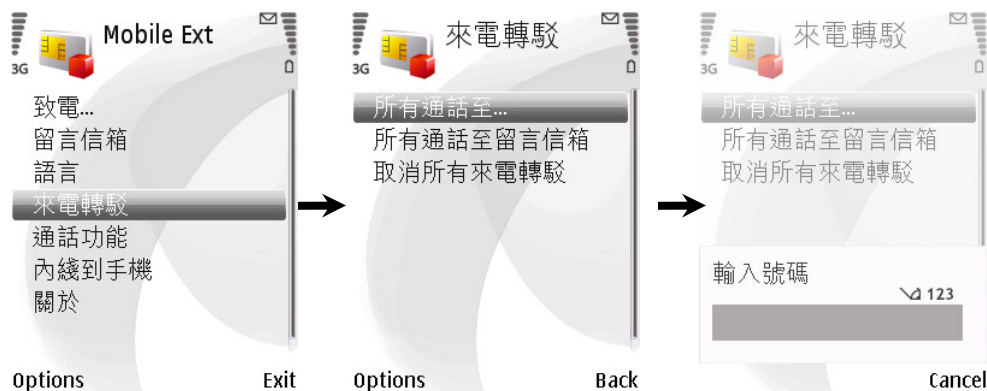 Mobile Ext
3G
致電...
留言信箱
語言
來電轉駁
通話功能
內綫到手機
關於
Options
Exit
來電轉駁
3G
所有通話至...
所有通話至留言信箱
取消所有來電轉駁
Options
Back
來電轉駁
3G
所有通話至...
所有通話至留言信箱
取消所有來電轉駁
輸入號碼
123
Cancel